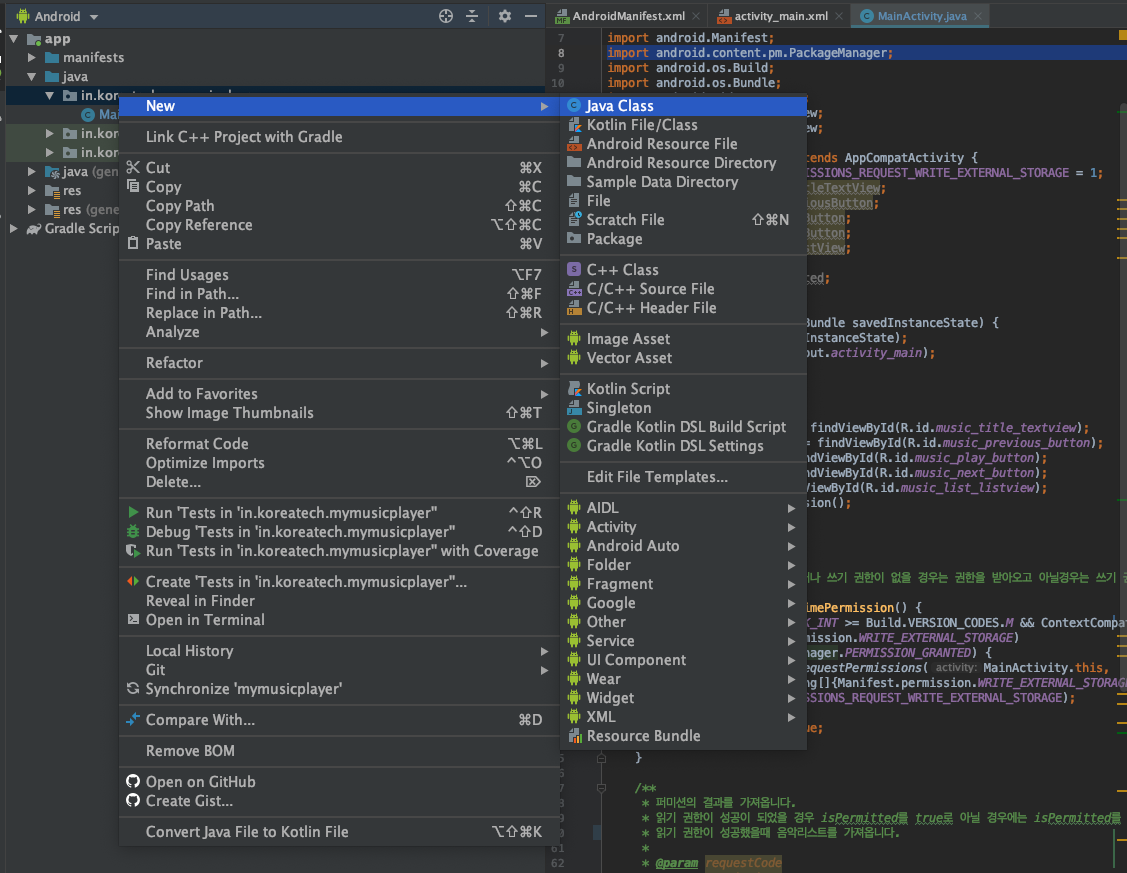 Android
AndroidManifest.xml
activity_main.xml
MainActivity.java
app
manifests
java
in.kor
Mai
in.kor
in.kor
java (gen
res
res (gene
Gradle Scrip
New
Link C++ Project with Gradle
Cut ⌘X
Copy ⌘C
Copy Path ⇧⌘C
Copy Reference ⌥⇧⌘C
Paste ⌘V
Find Usages ⌥F7
Find in Path... ⇧⌘F
Replace in Path... ⇧⌘R
Analyze
Refactor
Add to Favorites
Show Image Thumbnails ⇧⌘T
Reformat Code ⌥⌘L
Optimize Imports ^⌥O
Delete... ⌦
Run 'Tests in 'in.koreatech.mymusicplayer'' ^⇧R
Debug 'Tests in 'in.koreatech.mymusicplayer'' ^⇧D
Run 'Tests in 'in.koreatech.mymusicplayer'' with Coverage
Create 'Tests in 'in.koreatech.mymusicplayer''...
Reveal in Finder
Open in Terminal
Local History
Git
Synchronize 'mymusicplayer'
Compare With... ⌘D
Remove BOM
Open on GitHub
Create Gist...
Convert Java File to Kotlin File ⌥⇧⌘K
Java Class
Kotlin File/Class
Android Resource File
Android Resource Directory
Sample Data Directory
File
Scratch File ⇧⌘N
Package
C++ Class
C/C++ Source File
C/C++ Header File
Image Asset
Vector Asset
Kotlin Script
Singleton
Gradle Kotlin DSL Build Script
Gradle Kotlin DSL Settings
Edit File Templates...
AIDL
Activity
Android Auto
Folder
Fragment
Google
Other
Service
UI Component
Wear
Widget
XML
Resource Bundle
7 import android.Manifest;
8 import android.content.pm.PackageManager;
9 import android.os.Build;
10 import android.os.Bundle;
ew;
ew;
tends AppCompatActivity {
MISSIONS_REQUEST_WRITE_EXTERNAL_STORAGE = 1;
leTextView;
iousButton;
Button;
Button;
stView;
ted;
Bundle savedInstanceState) {
InstanceState);
out.activity_main);
findViewById(R.id.music_title_textview);
= findViewById(R.id.music_previous_button);
ndViewById(R.id.music_play_button);
ndViewById(R.id.music_next_button);
ViewById(R.id.music_list_listview);
sion();
거나 쓰기 권한이 없을 경우는 권한을 받아오고 아닐경우는 쓰기
imePermission() {
K_INT >= Build.VERSION_CODES.M && ContextCompa
mission.WRITE_EXTERNAL_STORAGE)
nager.PERMISSION_GRANTED) {
equestPermissions( activity: MainActivity.this,
ng[]{Manifest.permission.WRITE_EXTERNAL_STORAG
SSIONS_REQUEST_WRITE_EXTERNAL_STORAGE);
ue;
}
/**
* 퍼미션의 결과를 가져옵니다.
* 읽기 권한이 성공이 되었을 경우 isPermitted를 true로 아닐 경우에는 isPermitted를
* 읽기 권한이 성공했을때 음악리스트를 가져옵니다.
61 *
62 * @param requestCode